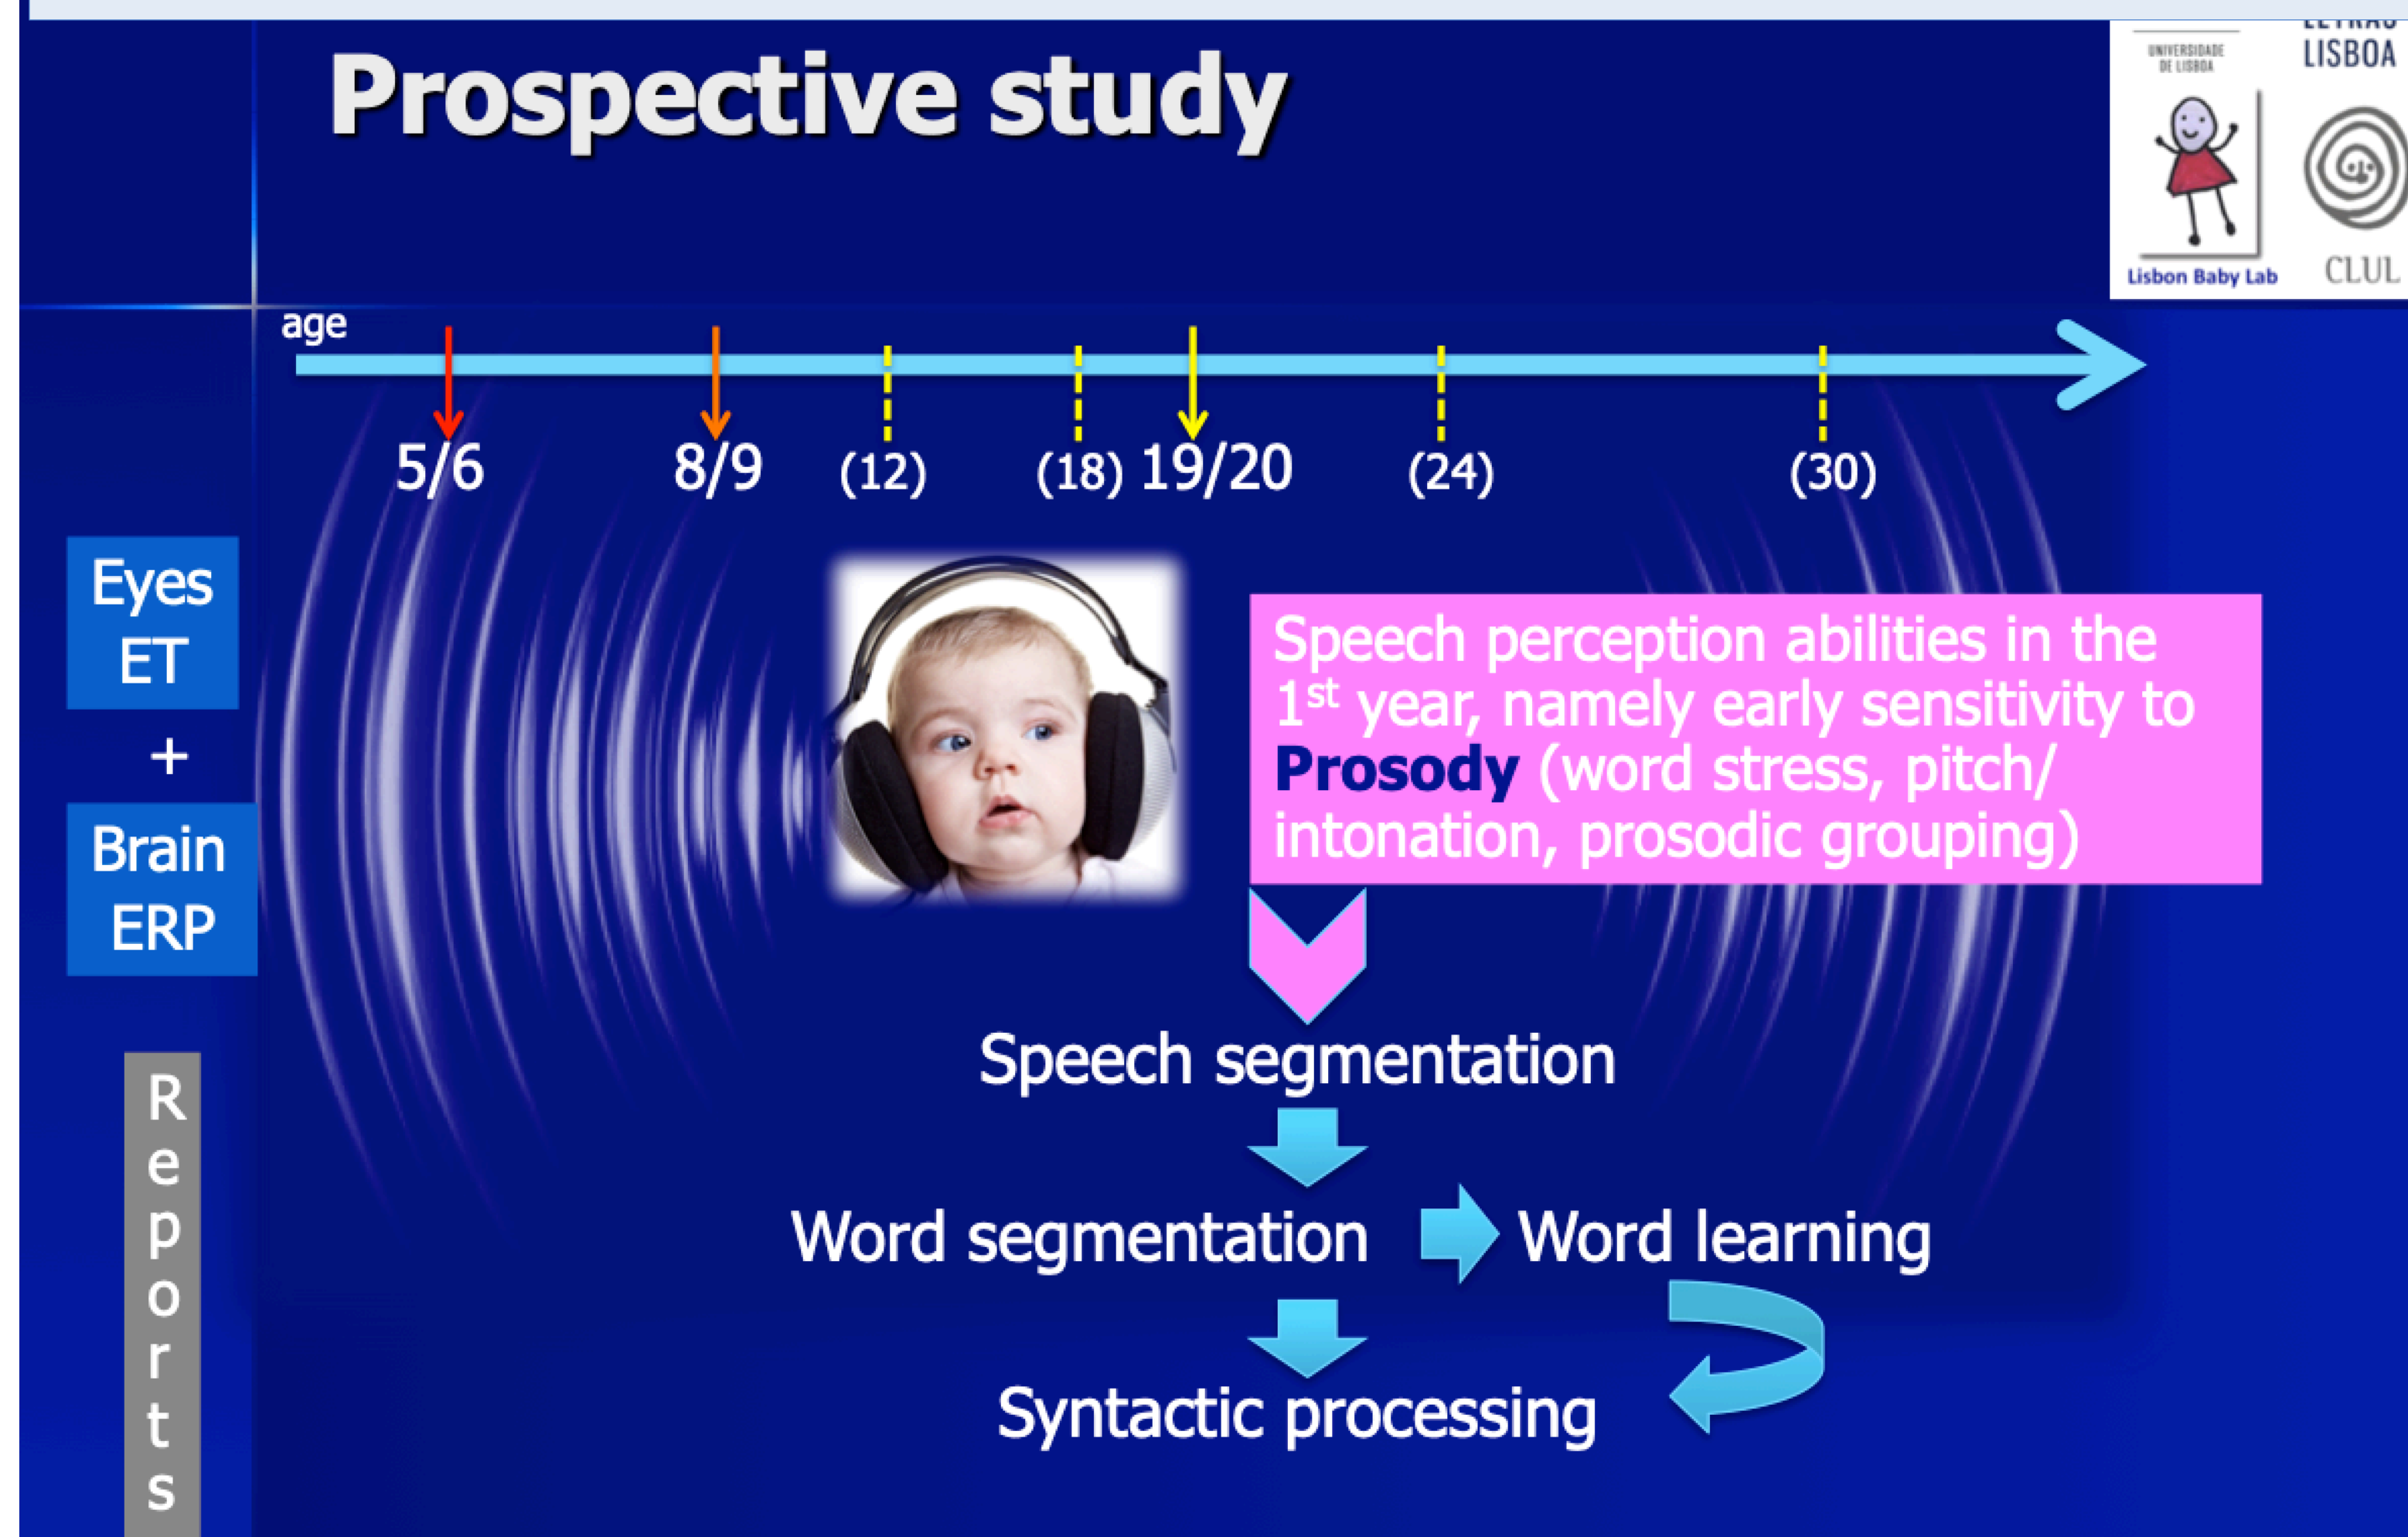 Prospective study
UNIVERSIDADE
DE LISBOA
LISBOA
Lisbon Baby Lab
CLUL
age
5/6
8/9
(12)
(18)
19/20
(24)
(30)
Eyes
ET
+
Brain
ERP
Reports
Speech perception abilities in the
1st year, namely early sensitivity to
Prosody (word stress, pitch/
intonation, prosodic grouping)
Speech segmentation
Word segmentation
Word learning
Syntactic processing